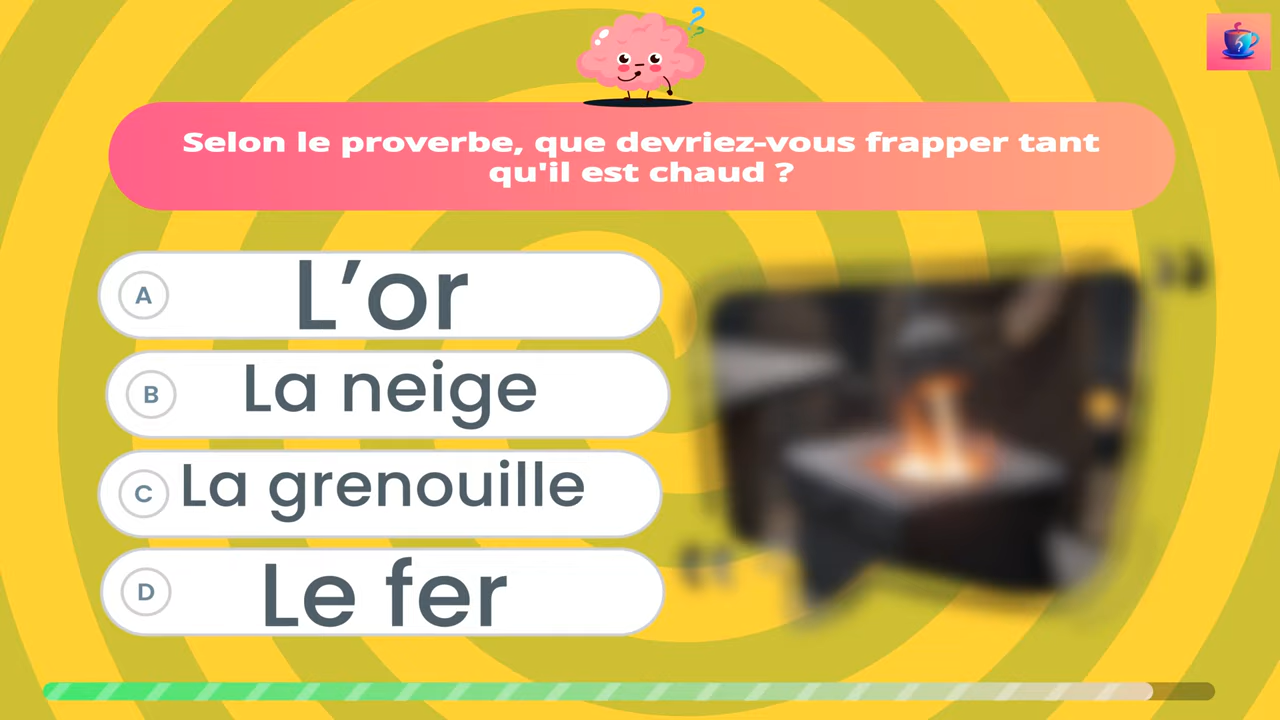 Selon le proverbe, que devriez-vous frapper tant
qu'il est chaud ?
A L’or
B La neige
C La grenouille
D Le fer